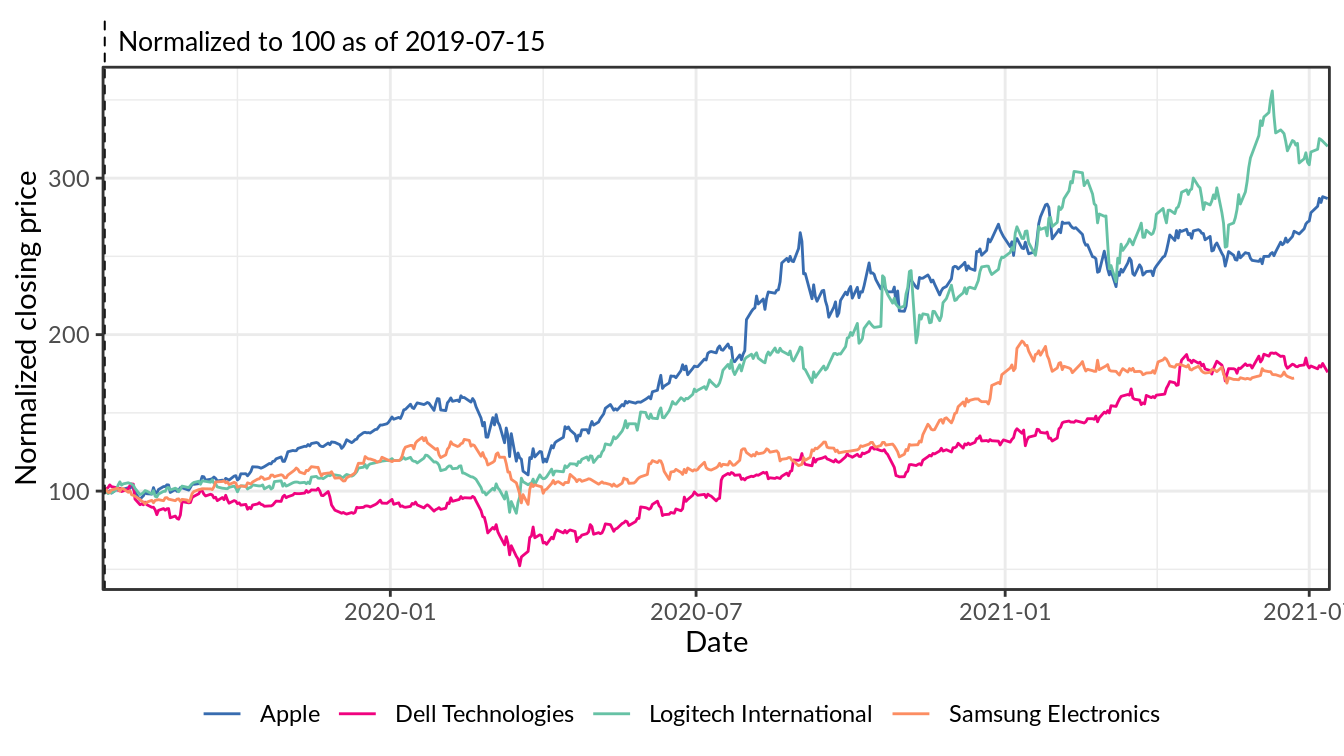 Normalized to 100 as of 2019-07-15
Normalized closing price
300
200
100
2020-01
2020-07
2021-01
2021-0
Date
Apple
Dell Technologies
Logitech International
Samsung Electronics